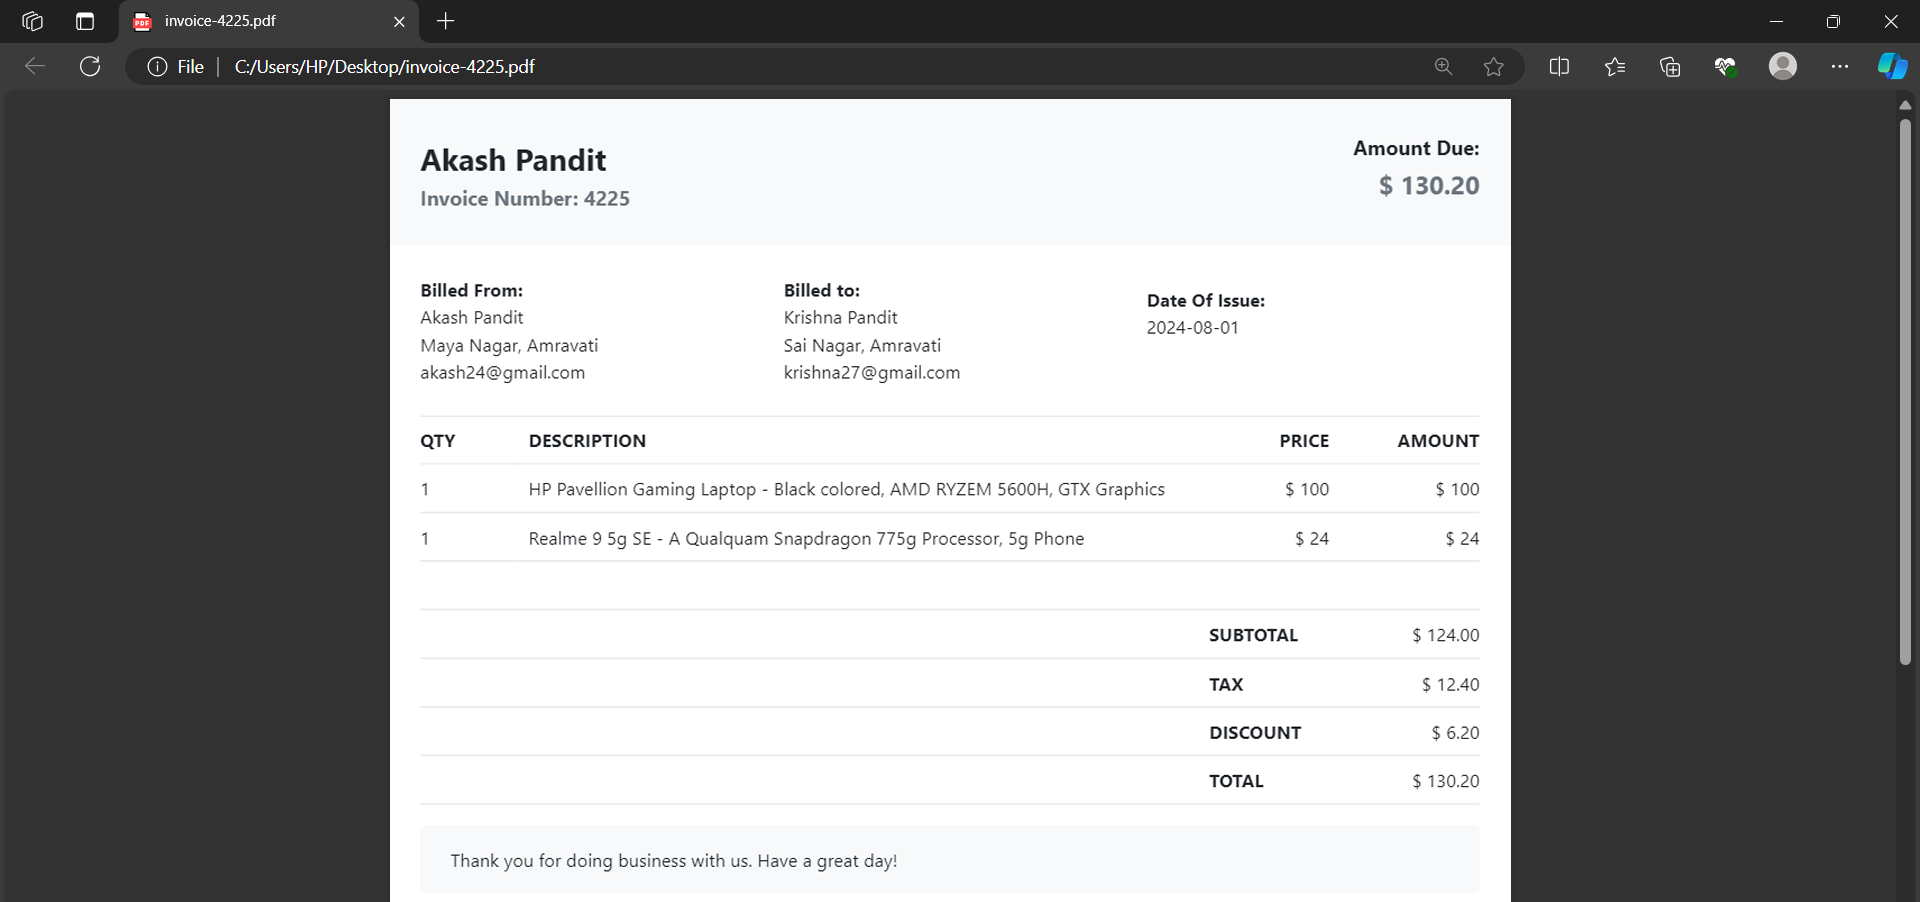 invoice-4225.pdf
File | C:/Users/HP/Desktop/invoice-4225.pdf
Akash Pandit
Invoice Number: 4225
Amount Due:
$ 130.20
Billed From:
Akash Pandit
Maya Nagar, Amravati
akash24@gmail.com
Billed to:
Krishna Pandit
Sai Nagar, Amravati
krishna27@gmail.com
Date Of Issue:
2024-08-01
QTY DESCRIPTION PRICE AMOUNT
1 HP Pavellion Gaming Laptop - Black colored, AMD RYZEM 5600H, GTX Graphics $ 100 $ 100
1 Realme 9 5g SE - A Qualquam Snapdragon 775g Processor, 5g Phone $ 24 $ 24
SUBTOTAL $ 124.00
TAX $ 12.40
DISCOUNT $ 6.20
TOTAL $ 130.20
Thank you for doing business with us. Have a great day!